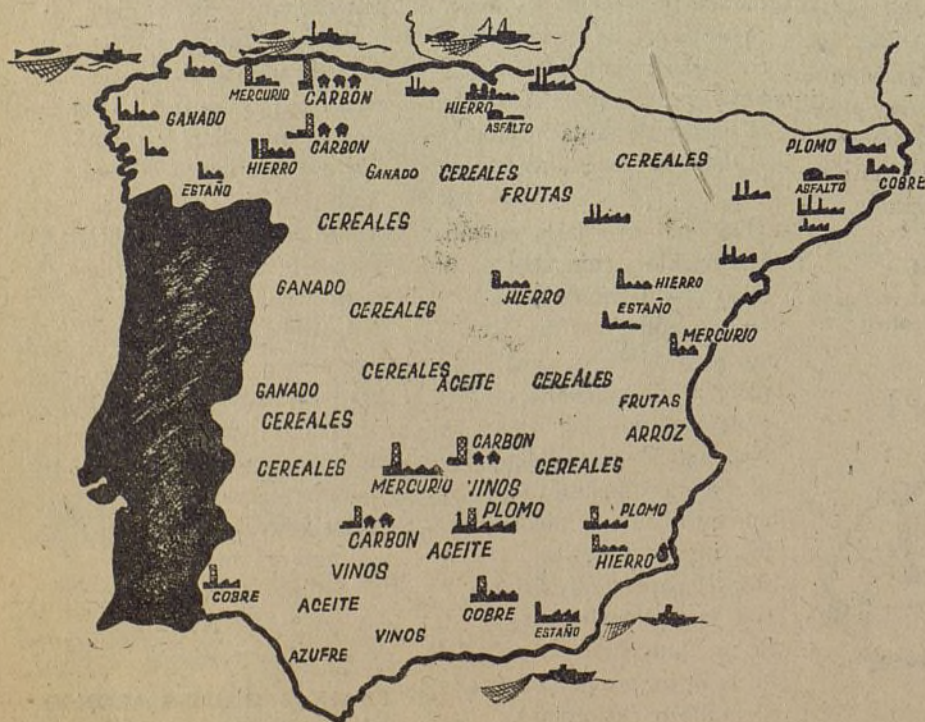 MERCURIO
CARBON
HIERRO
ASFALTO
GANADO
CARBON
HIERRO
ESTAÑO
GANADO
CEREALES
CEREALES
PLOMO
ASFALTO
COBRE
FRUTAS
CEREALES
GANADO
HIERRO
HIERRO
CEREALES
ESTAÑO
MERCURIO
CEREALES
ACEITE
CEREALES
GANADO
FRUTAS
CEREALES
ARROZ
CARBON
CEREALES
CEREALES
MERCURIO
VINOS
PLOMO
PLOMO
CARBON
ACEITE
HIERRO
VINOS
COBRE
ACEITE
COBRE
ESTAÑO
VINOS
AZUFRE